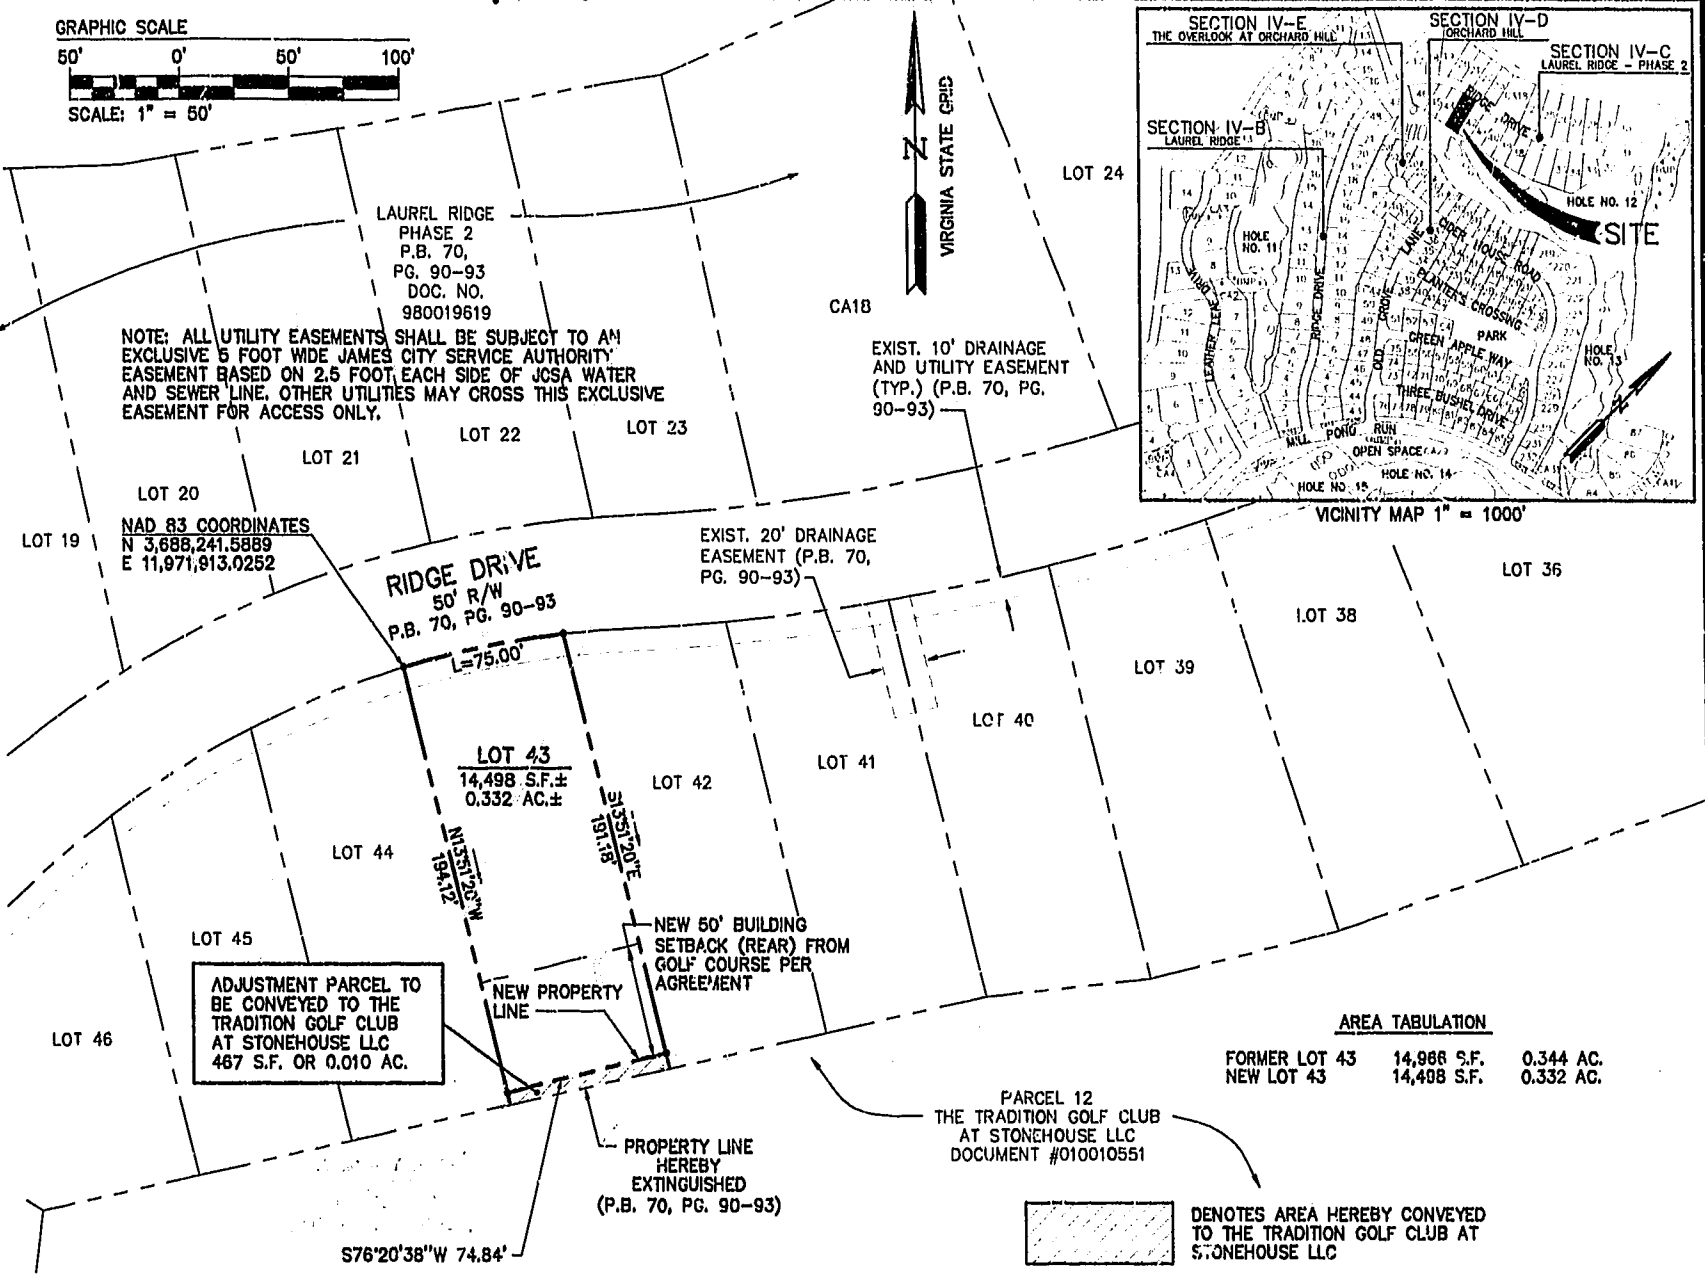 GRAPHIC SCALE
50' 0' 50' 100'
SCALE: 1" = 50'
VIRGINIA STATE GRID
N
LOT 24
LAUREL RIDGE
PHASE 2
P.B. 70,
PG. 90-93
DOC. NO.
980019619
NOTE: ALL UTILITY EASEMENTS SHALL BE SUBJECT TO AN
EXCLUSIVE 5 FOOT WIDE JAMES CITY SERVICE AUTHORITY
EASEMENT BASED ON 2.5 FOOT EACH SIDE OF JCSA WATER
AND SEWER LINE. OTHER UTILITIES MAY CROSS THIS EXCLUSIVE
EASEMENT FOR ACCESS ONLY.
CA18
EXIST. 10' DRAINAGE
AND UTILITY EASEMENT
(TYP.) (P.B. 70, PG.
90-93)
SECTION IV-E
THE OVERLOOK AT ORCHARD HILL
SECTION IV-D
ORCHARD HILL
SECTION IV-C
LAUREL RIDGE - PHASE 2
SECTION IV-B
LAUREL RIDGE
RIDGE DRIVE
HOLE NO. 12
SITE
HOLE
NO. 11
LEATHER LEAF DRIVE
RIDGE DRIVE
OLD GROVE LANE
CIDER HOUSE ROAD
PLANTER'S CROSSING
PARK
GREEN APPLE WAY
HOLE
NO. 13
THREE BUSHEL DRIVE
MILL POND RUN
OPEN SPACE
HOLE NO. 14
HOLE NO. 15
N
VICINITY MAP 1" = 1000'
LOT 19
LOT 20
LOT 21
LOT 22
LOT 23
NAD 83 COORDINATES
N 3,688,241.5889
E 11,971,913.0252
RIDGE DRIVE
50' R/W
P.B. 70, PG. 90-93
EXIST. 20' DRAINAGE
EASEMENT (P.B. 70,
PG. 90-93)
L=75.00'
LOT 36
LOT 38
LOT 39
LOT 40
LOT 41
LOT 42
LOT 43
14,498 S.F.±
0.332 AC.±
LOT 44
LOT 45
LOT 46
N13°51'20"W
194.12'
S13°51'20"E
191.18'
NEW 50' BUILDING
SETBACK (REAR) FROM
GOLF COURSE PER
AGREEMENT
NEW PROPERTY
LINE
ADJUSTMENT PARCEL TO
BE CONVEYED TO THE
TRADITION GOLF CLUB
AT STONEHOUSE LLC
467 S.F. OR 0.010 AC.
AREA TABULATION
FORMER LOT 43 14,966 S.F. 0.344 AC.
NEW LOT 43 14,498 S.F. 0.332 AC.
PARCEL 12
THE TRADITION GOLF CLUB
AT STONEHOUSE LLC
DOCUMENT #010010551
PROPERTY LINE
HEREBY
EXTINGUISHED
(P.B. 70, PG. 90-93)
S76°20'38"W 74.84'
DENOTES AREA HEREBY CONVEYED
TO THE TRADITION GOLF CLUB AT
STONEHOUSE LLC